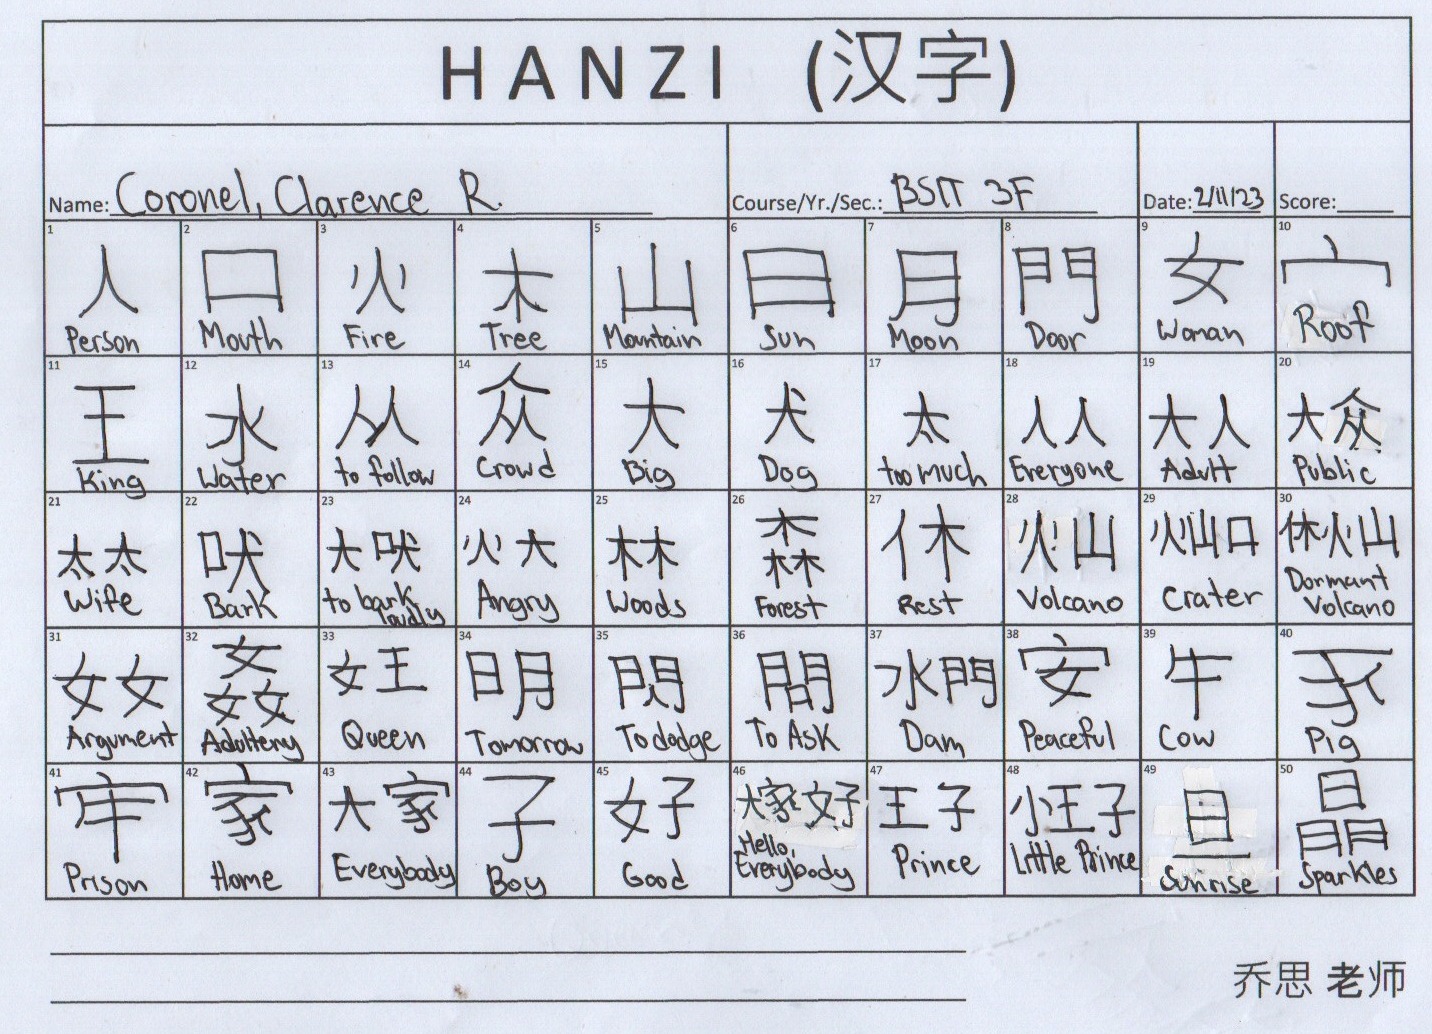 HANZI (汉字)
Name: Coronel, Clarence R.
Course/Yr./Sec.: BSIT 3F
Date: 2/11/23
Score:
1
人
Person
2
口
Mouth
3
火
Fire
4
木
Tree
5
山
Mountain
6
日
Sun
7
月
Moon
8
門
Door
9
女
Woman
10
宀
Roof
11
王
King
12
水
Water
13
从
to follow
14
众
Crowd
15
大
Big
16
犬
Dog
17
太
too much
18
人人
Everyone
19
大人
Adult
20
大众
Public
21
太太
Wife
22
吠
Bark
23
大吠
to bark
loudly
24
火大
Angry
25
林
Woods
26
森
Forest
27
休
Rest
28
火山
Volcano
29
火山口
Crater
30
休火山
Dormant
Volcano
31
女女
Argument
32
姦
Adultery
33
女王
Queen
34
明
Tomorrow
35
閃
To dodge
36
問
To Ask
37
水門
Dam
38
安
Peaceful
39
牛
Cow
40
豕
Pig
41
牢
Prison
42
家
Home
43
大家
Everybody
44
子
Boy
45
好
Good
46
大家好
Hello,
Everybody
47
王子
Prince
48
小王子
Little Prince
49
旦
Sunrise
50
晶
Sparkles
乔思 老师